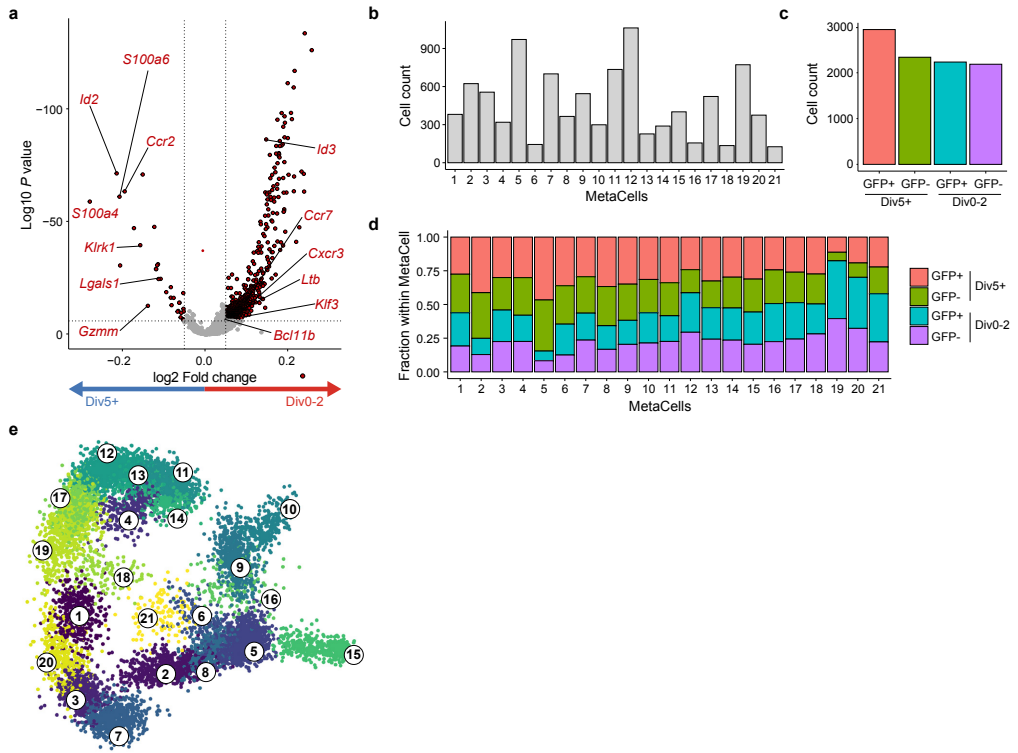 a
Log10 P value
−100
−50
0
S100a6
Id2
Ccr2
Id3
S100a4
Ccr7
Klrk1
Cxcr3
Lgals1
Ltb
Klf3
Gzmm
Bcl11b
−0.2 0.0 0.2
log2 Fold change
Div5+ Div0-2
b
Cell count
900
600
300
0
1 2 3 4 5 6 7 8 9 10 11 12 13 14 15 16 17 18 19 20 21
MetaCells
c
Cell count
3000
2000
1000
0
GFP+ GFP- GFP+ GFP-
Div5+ Div0-2
d
Fraction within MetaCell
1.00
0.75
0.50
0.25
0.00
1 2 3 4 5 6 7 8 9 10 11 12 13 14 15 16 17 18 19 20 21
MetaCells
GFP+
GFP-
Div5+
GFP+
GFP-
Div0-2
e
12
13
11
17
4
14
10
19
9
18
16
1
21
6
20
2
8
5
15
3
7